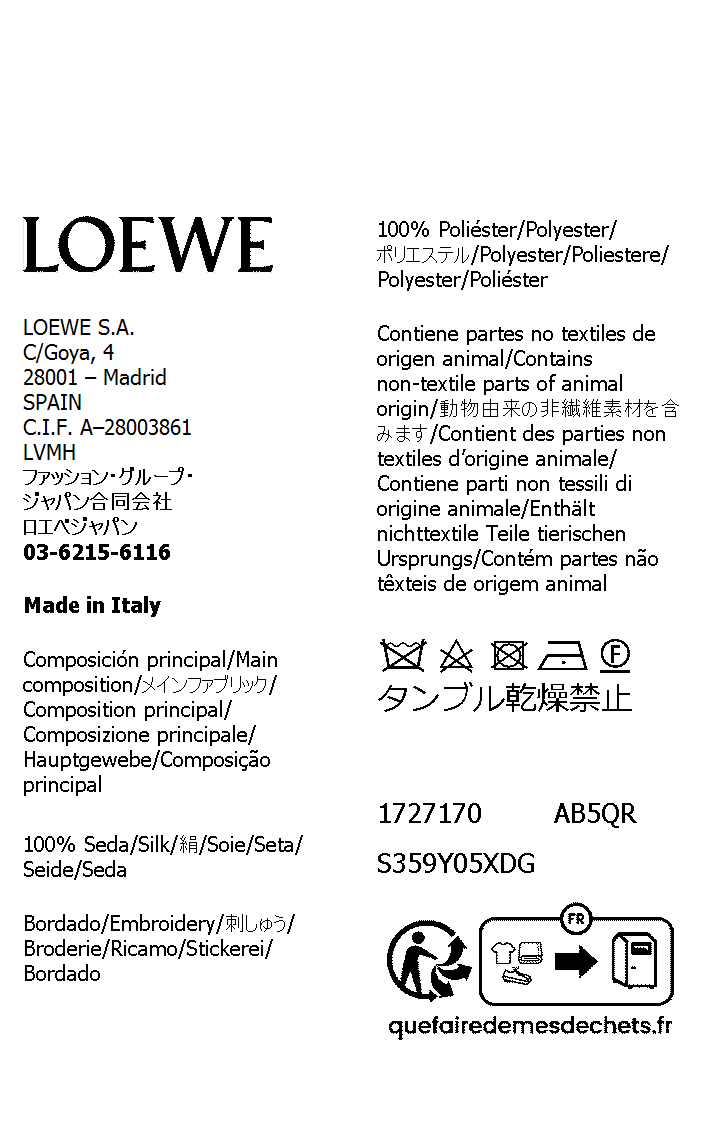 LOEWE
LOEWE S.A.
C/Goya, 4
28001 – Madrid
SPAIN
C.I.F. A–28003861
LVMH
ファッション・グループ・
ジャパン合同会社
ロエベジャパン
03-6215-6116
Made in Italy
Composición principal/Main
composition/メインファブリック/
Composition principal/
Composizione principale/
Hauptgewebe/Composição
principal
100% Seda/Silk/絹/Soie/Seta/
Seide/Seda
Bordado/Embroidery/刺しゅう/
Broderie/Ricamo/Stickerei/
Bordado
100% Poliéster/Polyester/
ポリエステル/Polyester/Poliestere/
Polyester/Poliéster
Contiene partes no textiles de
origen animal/Contains
non-textile parts of animal
origin/動物由来の非繊維素材を含
みます/Contient des parties non
textiles d’origine animale/
Contiene parti non tessili di
origine animale/Enthält
nichttextile Teile tierischen
Ursprungs/Contém partes não
têxteis de origem animal
F
タンブル乾燥禁止
1727170 AB5QR
S359Y05XDG
FR
quefairedemesdechets.fr